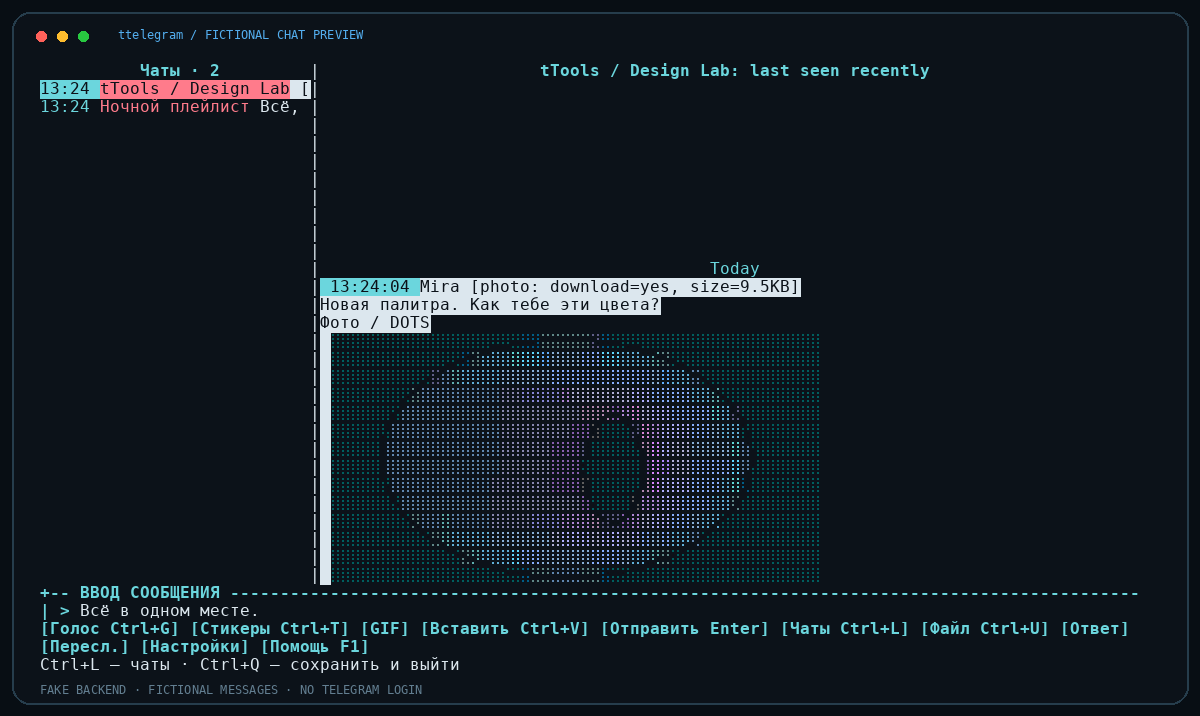 ttelegram / FICTIONAL CHAT PREVIEW
Чаты · 2
tTools / Design Lab: last seen recently
13:24 tTools / Design Lab [
13:24 Ночной плейлист Всё,
Today
13:24:04 Mira [photo: download=yes, size=9.5KB]
Новая палитра. Как тебе эти цвета?
Фото / DOTS
+-- ВВОД СООБЩЕНИЯ -------------------------------------------------------------------------------------------
| > Всё в одном месте.
[Голос Ctrl+G] [Стикеры Ctrl+T] [GIF] [Вставить Ctrl+V] [Отправить Enter] [Чаты Ctrl+L] [Файл Ctrl+U] [Ответ]
[Пересл.] [Настройки] [Помощь F1]
Ctrl+L — чаты · Ctrl+Q — сохранить и выйти
FAKE BACKEND · FICTIONAL MESSAGES · NO TELEGRAM LOGIN